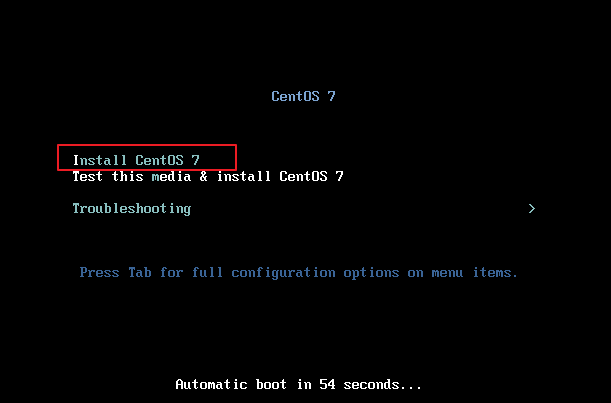 CentOS 7
Install CentOS 7
Test this media & install CentOS 7
Troubleshooting >
Press Tab for full configuration options on menu items.
Automatic boot in 54 seconds...